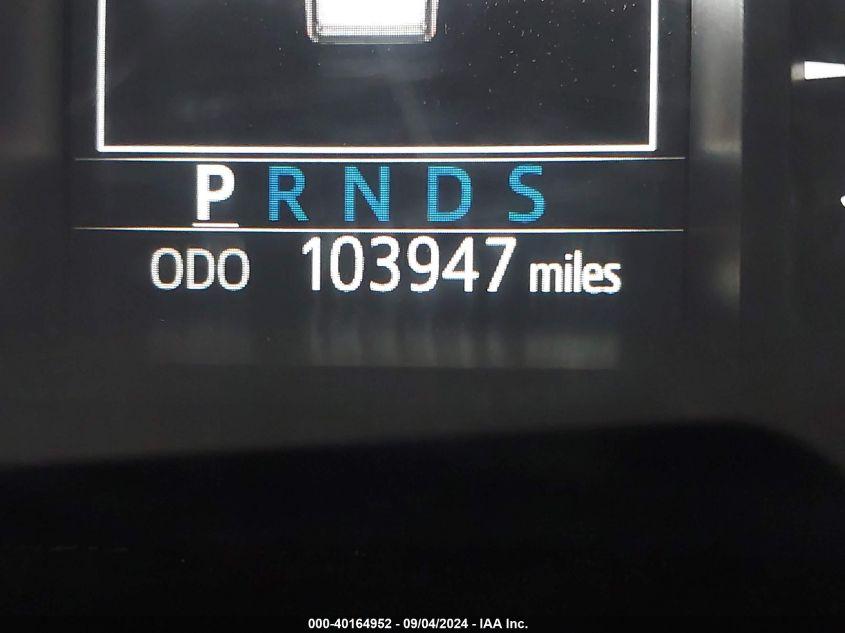 P R N D S
ODO 103947 miles
000-40164952 - 09/04/2024 - IAA Inc.